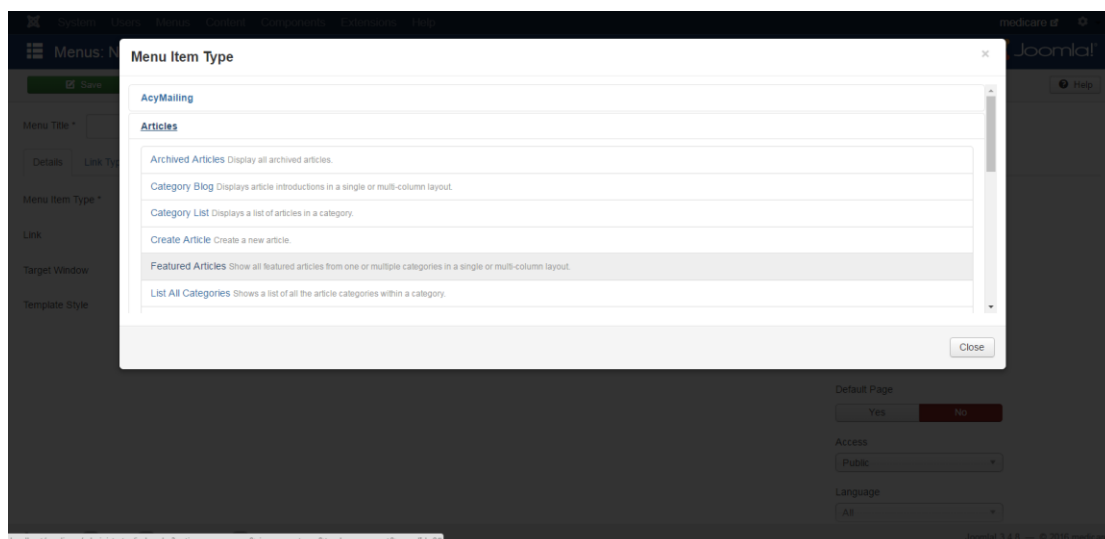 System Users Menus Content Components Extensions Help
medicare
Menus: N
Joomla!
Save
Help
Menu Item Type
×
AcyMailing
Articles
Archived Articles Display all archived articles.
Category Blog Displays article introductions in a single or multi-column layout.
Category List Displays a list of articles in a category.
Create Article Create a new article.
Featured Articles Show all featured articles from one or multiple categories in a single or multi-column layout.
List All Categories Shows a list of all the article categories within a category.
Close
Menu Title *
Details Link Typ
Menu Item Type *
Link
Target Window
Template Style
Default Page
Yes No
Access
Public
Language
All